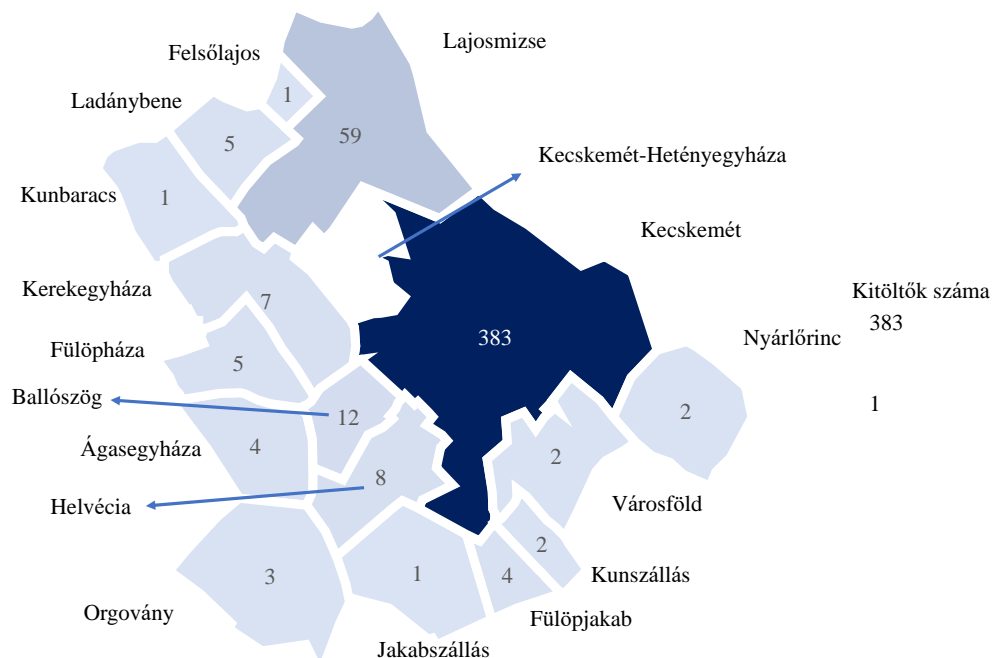 Lajosmizse
Felsőlajos
1
Ladánybene
59
5
Kecskemét-Hetényegyháza
Kunbaracs
1
Kecskemét
Kerekegyháza
7
Kitöltők száma
383
383
Nyárlőrinc
Fülöpháza
5
Ballószög
12
1
2
Ágasegyháza
4
2
8
Helvécia
Városföld
2
3
1
4
Kunszállás
Orgovány
Fülöpjakab
Jakabszállás